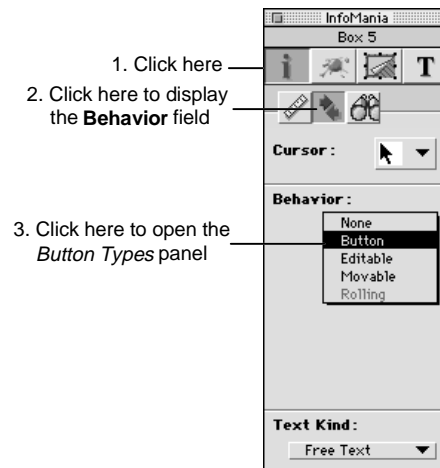 InfoMania
Box 5
1. Click here
i
T
2. Click here to display
the Behavior field
Cursor:
Behavior:
None
Button
3. Click here to open the
Button Types panel
Editable
Movable
Rolling
Text Kind:
Free Text